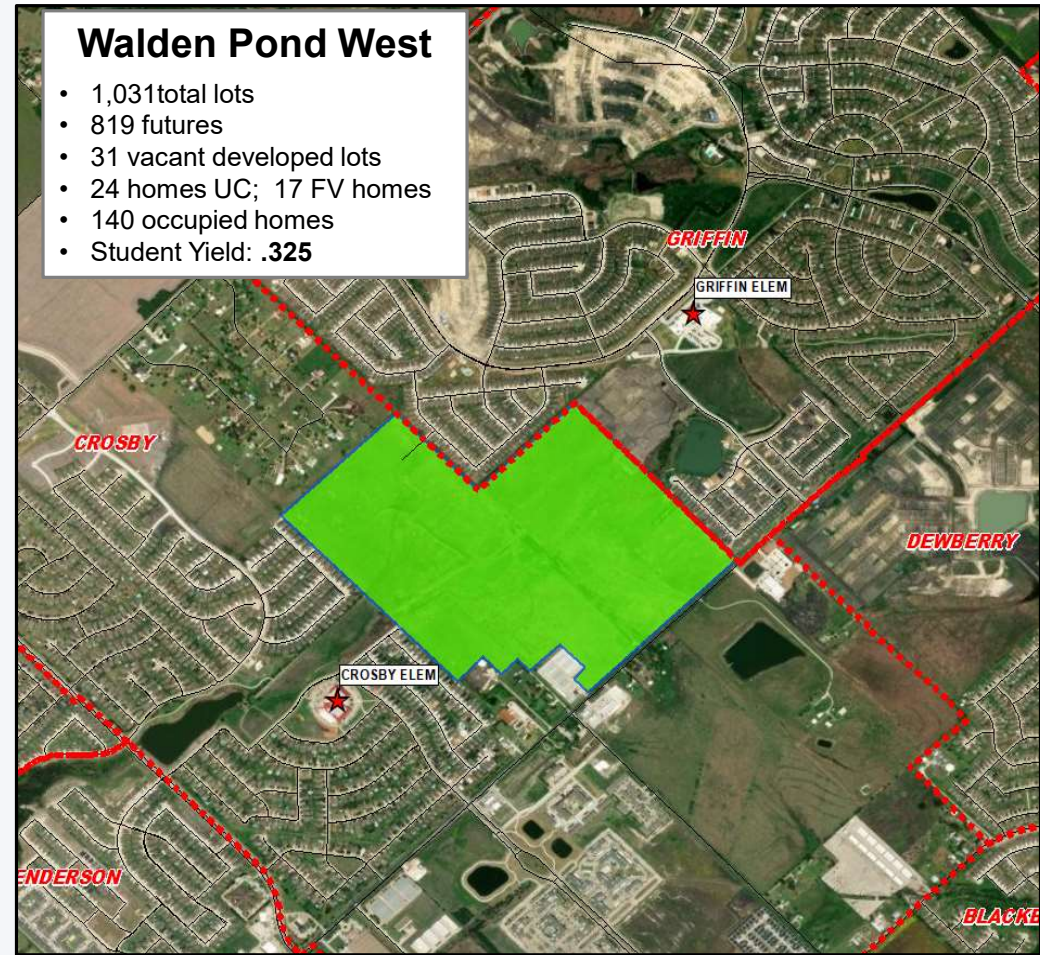 Walden Pond West
• 1,031total lots
• 819 futures
• 31 vacant developed lots
• 24 homes UC; 17 FV homes
• 140 occupied homes
• Student Yield: .325
GRIFFIN
GRIFFIN ELEM
CROSBY
DEWBERRY
CROSBY ELEM
ENDERSON
BLACKB